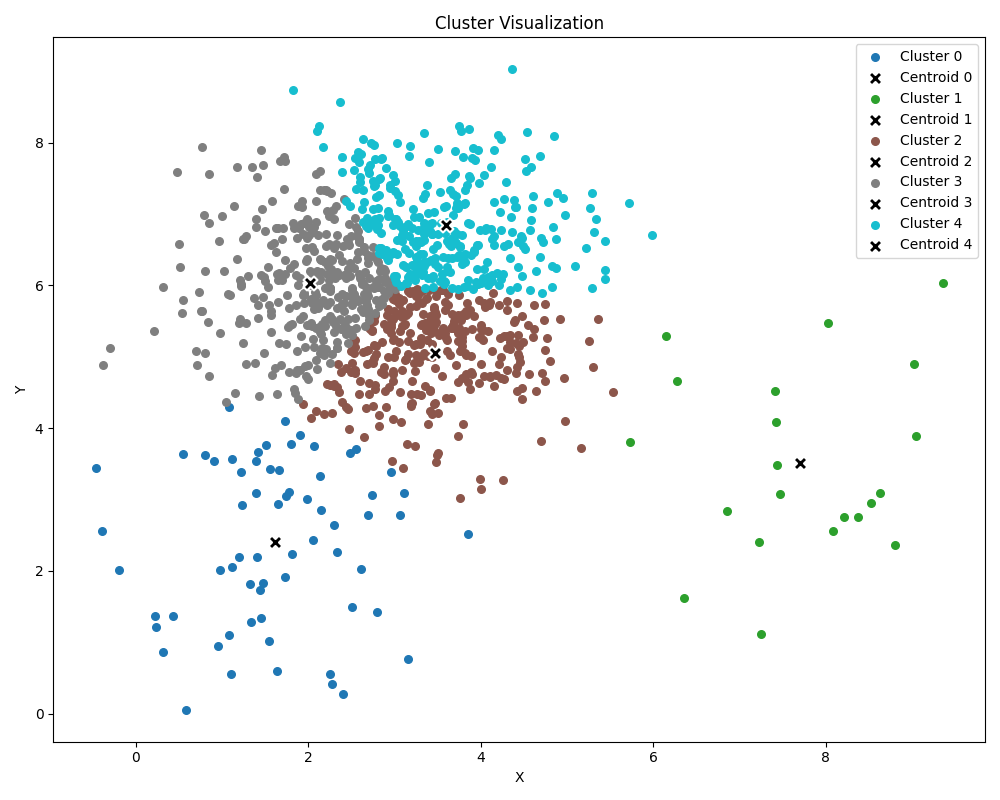 Cluster Visualization
Cluster 0
Centroid 0
Cluster 1
Centroid 1
Cluster 2
Centroid 2
Cluster 3
Centroid 3
Cluster 4
Centroid 4
8
6
4
2
0
Y
0 2 4 6 8
X